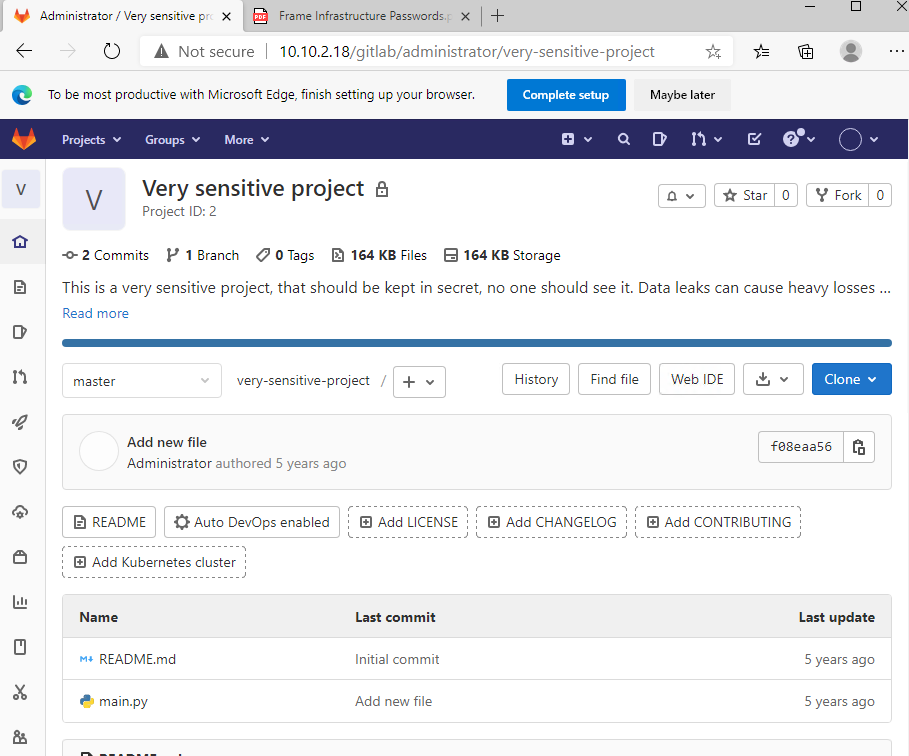 Administrator / Very sensitive pro
Frame Infrastructure Passwords.p
Not secure 10.10.2.18/gitlab/administrator/very-sensitive-project
To be most productive with Microsoft Edge, finish setting up your browser. Complete setup Maybe later
Projects Groups More
V
V
Very sensitive project
Project ID: 2
Star 0 Fork 0
2 Commits 1 Branch 0 Tags 164 KB Files 164 KB Storage
This is a very sensitive project, that should be kept in secret, no one should see it. Data leaks can cause heavy losses ...
Read more
master very-sensitive-project / History Find file Web IDE Clone
Add new file
Administrator authored 5 years ago
f08eaa56
README Auto DevOps enabled Add LICENSE Add CHANGELOG Add CONTRIBUTING
Add Kubernetes cluster
Name Last commit Last update
README.md Initial commit 5 years ago
main.py Add new file 5 years ago